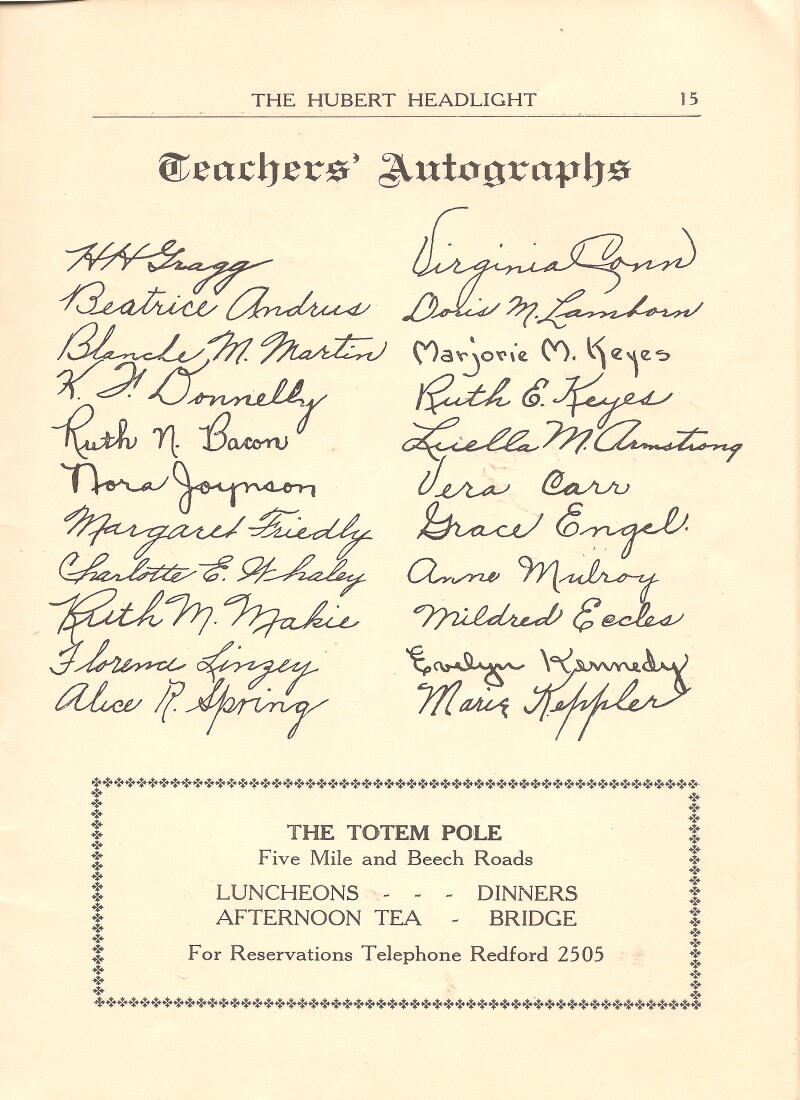 THE HUBERT HEADLIGHT 15
Teachers' Autographs
HH Gragg
Beatrice Andrus
Blanche M. Martin
K. F. Donnelly
Ruth N. Bacon
Nora Joynson
Margaret Friedly
Charlotte E. Whaley
Ruth M. Makie
Florence Linzey
Alice R. Spring
Virginia Conn
Doris M. Lamborn
Marjorie M. Keyes
Ruth E. Keyes
Luella M. Armstrong
Vera Carr
Grace Engel.
Anne Mulroy
Mildred Eccles
Evelyn Kennedy
Marie Keppler
THE TOTEM POLE
Five Mile and Beech Roads
LUNCHEONS - - - DINNERS
AFTERNOON TEA - BRIDGE
For Reservations Telephone Redford 2505